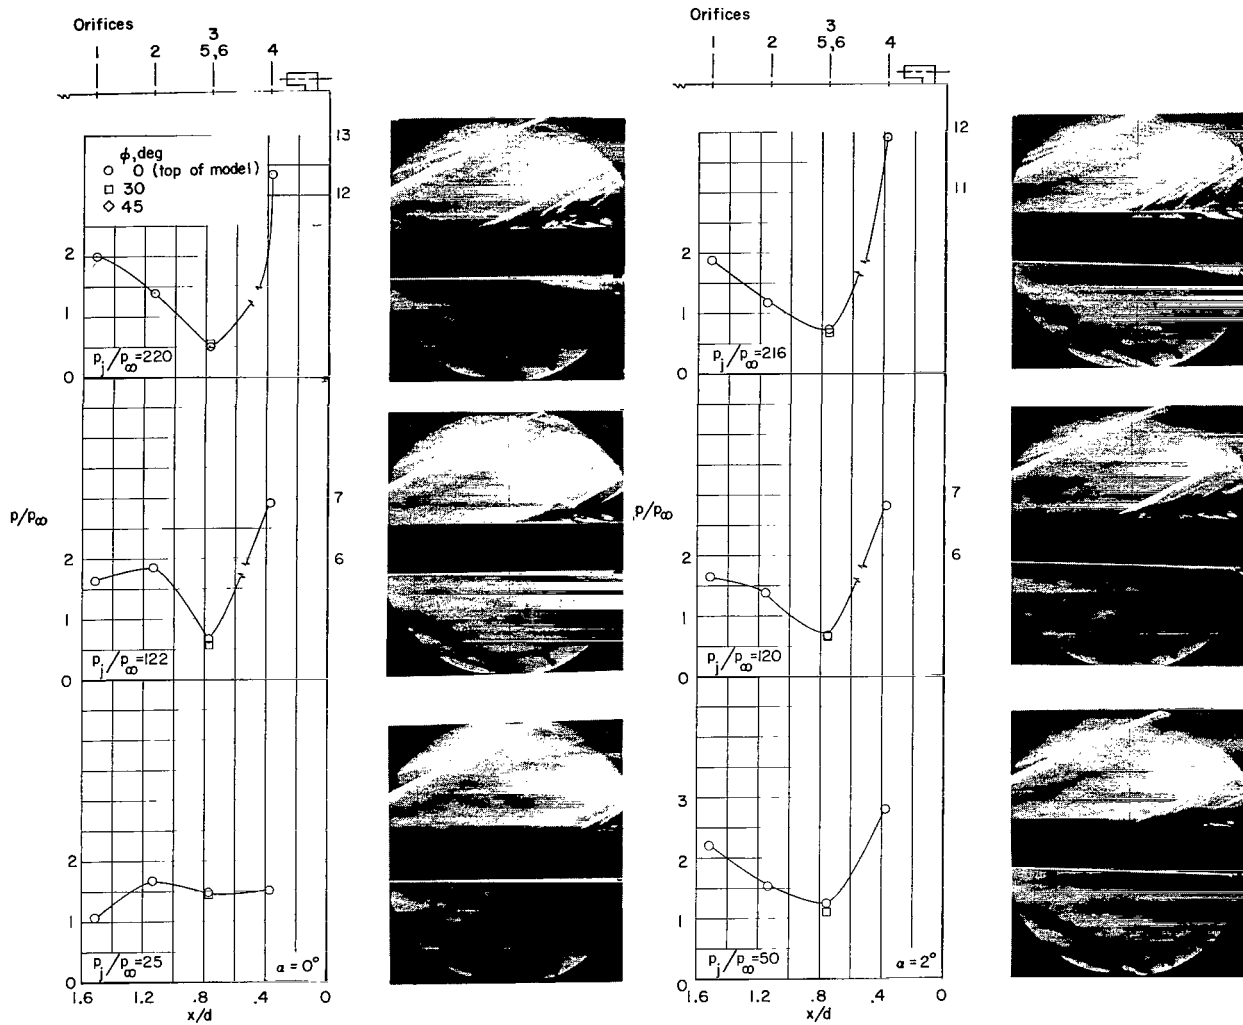 Orifices
1 2 3 5,6 4
13
12
ϕ,deg
○ 0 (top of model)
□ 30
◇ 45
2
1
p_j/p_∞=220
0
7
6
p/p_∞
2
1
p_j/p_∞=122
0
2
1
p_j/p_∞=25
α=0°
0
1.6 1.2 .8 .4 0
x/d
Orifices
1 2 3 5,6 4
12
11
2
1
p_j/p_∞=216
0
7
6
p/p_∞
2
1
p_j/p_∞=120
0
3
2
1
p_j/p_∞=50
α=2°
0
1.6 1.2 .8 .4 0
x/d